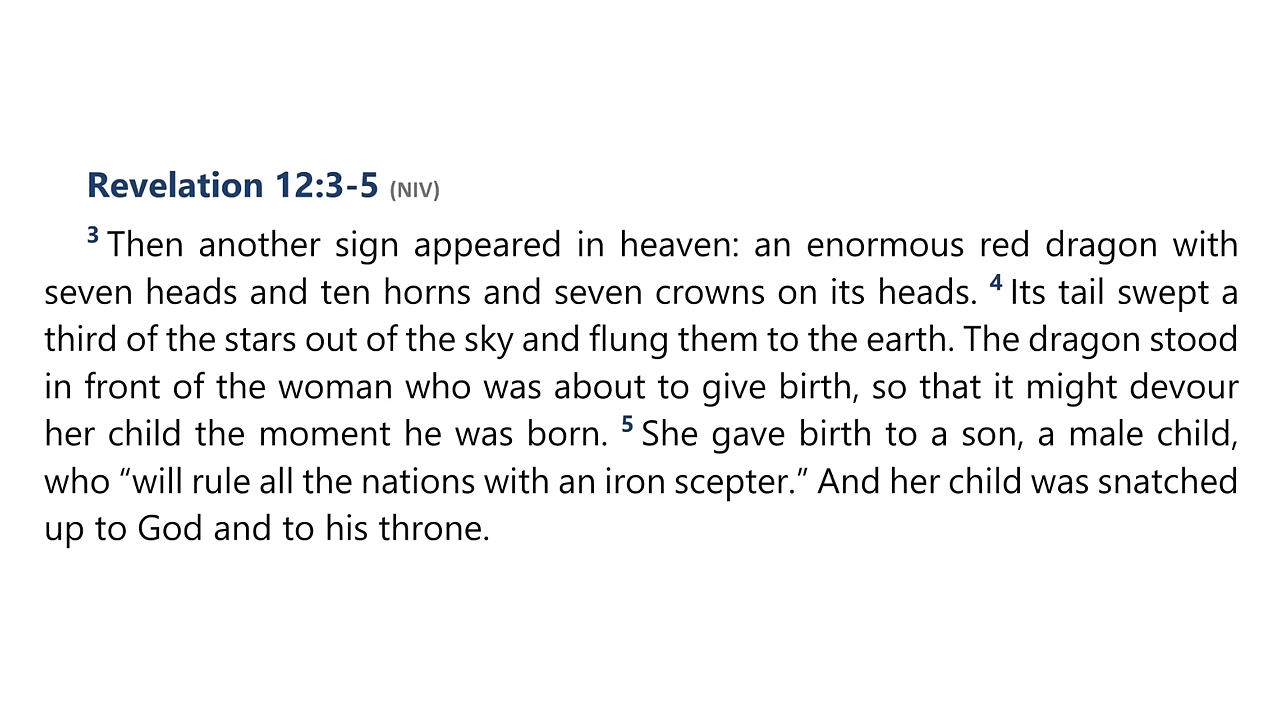 Revelation 12:3-5 (NIV)
3 Then another sign appeared in heaven: an enormous red dragon with
seven heads and ten horns and seven crowns on its heads. 4 Its tail swept a
third of the stars out of the sky and flung them to the earth. The dragon stood
in front of the woman who was about to give birth, so that it might devour
her child the moment he was born. 5 She gave birth to a son, a male child,
who “will rule all the nations with an iron scepter.” And her child was snatched
up to God and to his throne.